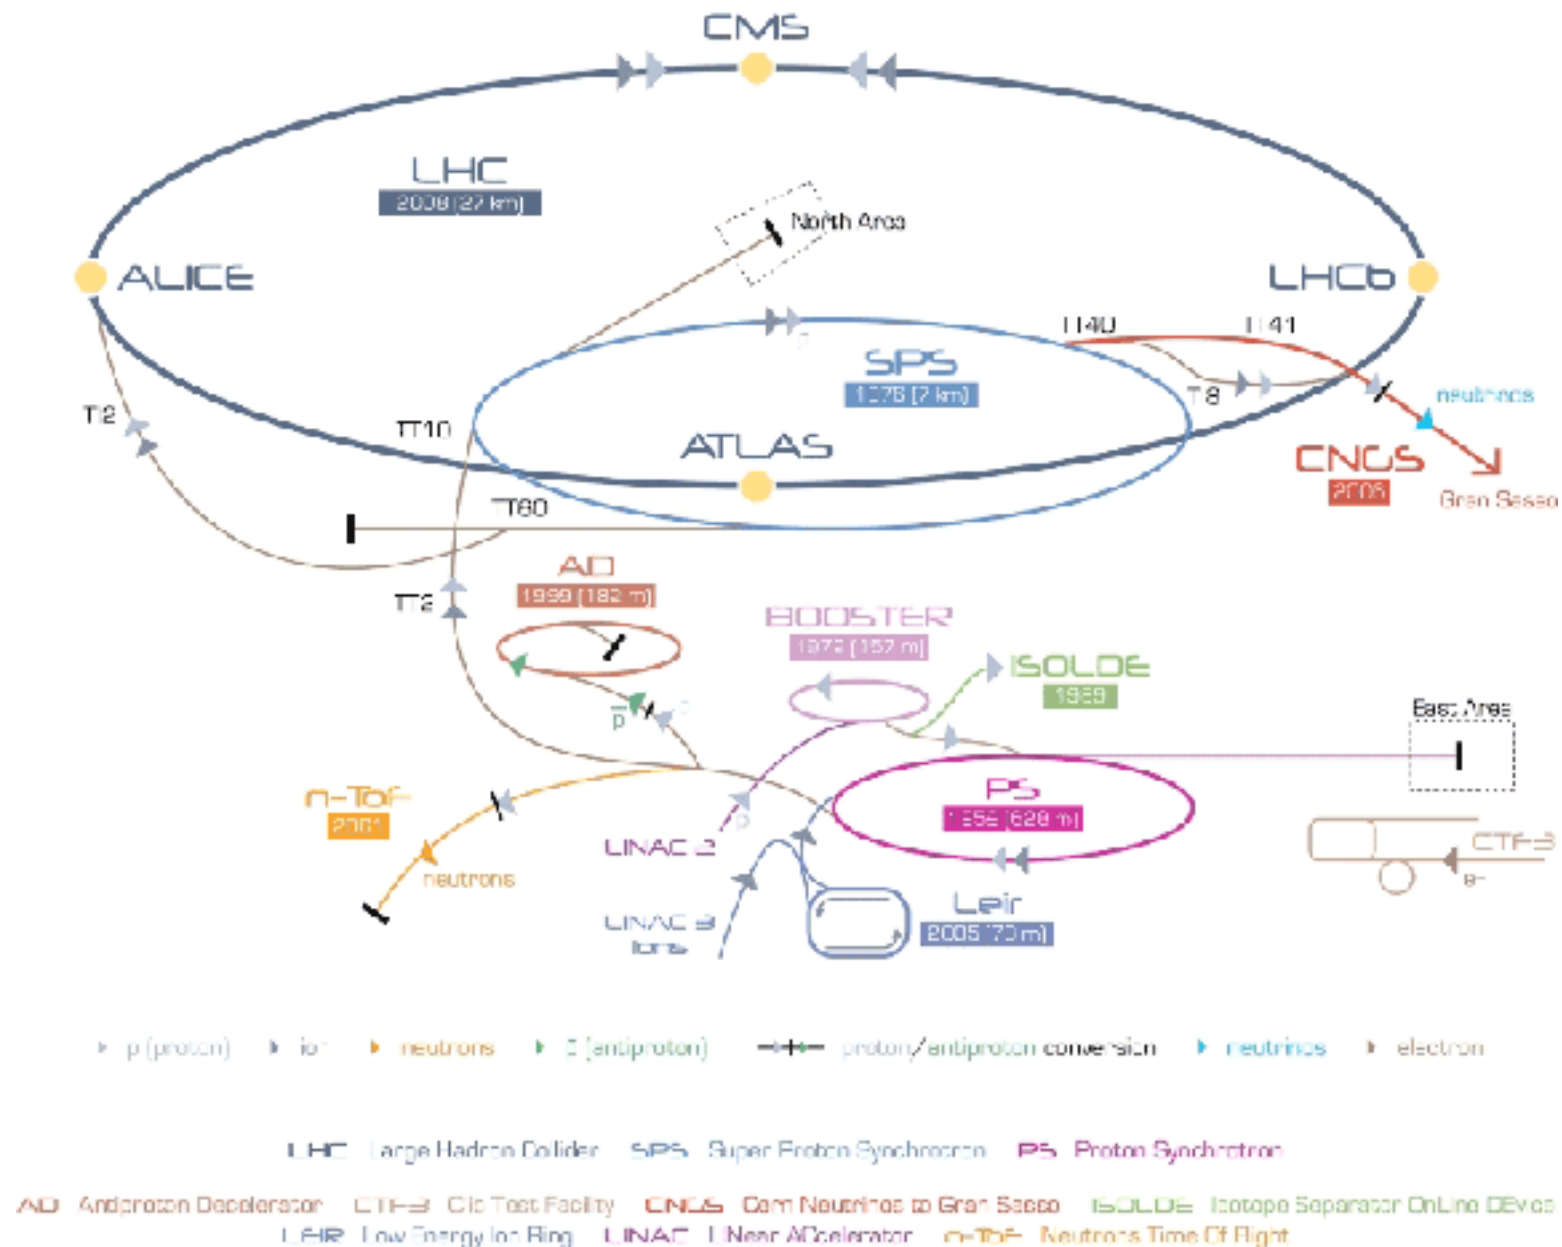 CMS
LHC
2008 (27 km)
North Area
ALICE
LHCb
TT40 TT41
SPS
1976 (7 km)
TI8
neutrinos
TI2
TT10
ATLAS
CNGS
2006
Gran Sasso
TT60
AD
1999 (182 m)
TT2
BOOSTER
1972 (157 m)
ISOLDE
1989
East Area
p
p
n-ToF
2001
PS
1959 (628 m)
p
LINAC 2
CTF3
e-
neutrons
Leir
2005 (78 m)
LINAC 3
Ions
p (proton) ion neutrons p̄ (antiproton) proton/antiproton conversion neutrinos electron
LHC Large Hadron Collider SPS Super Proton Synchrotron PS Proton Synchrotron
AD Antiproton Decelerator CTF3 Clic Test Facility CNGS Cern Neutrinos to Gran Sasso ISOLDE Isotope Separator OnLine DEvice
LEIR Low Energy Ion Ring LINAC LINear ACcelerator n-ToF Neutrons Time Of Flight